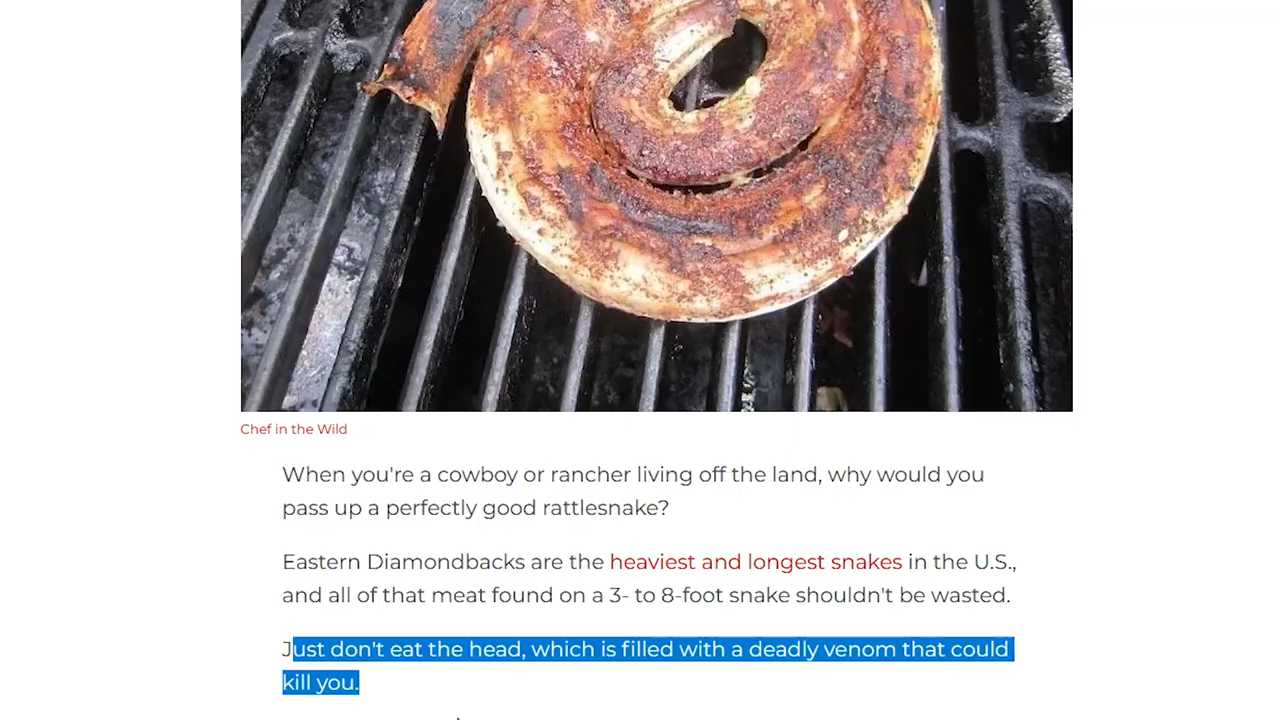 Chef in the Wild
When you're a cowboy or rancher living off the land, why would you
pass up a perfectly good rattlesnake?
Eastern Diamondbacks are the heaviest and longest snakes in the U.S.,
and all of that meat found on a 3- to 8-foot snake shouldn't be wasted.
Just don't eat the head, which is filled with a deadly venom that could
kill you.